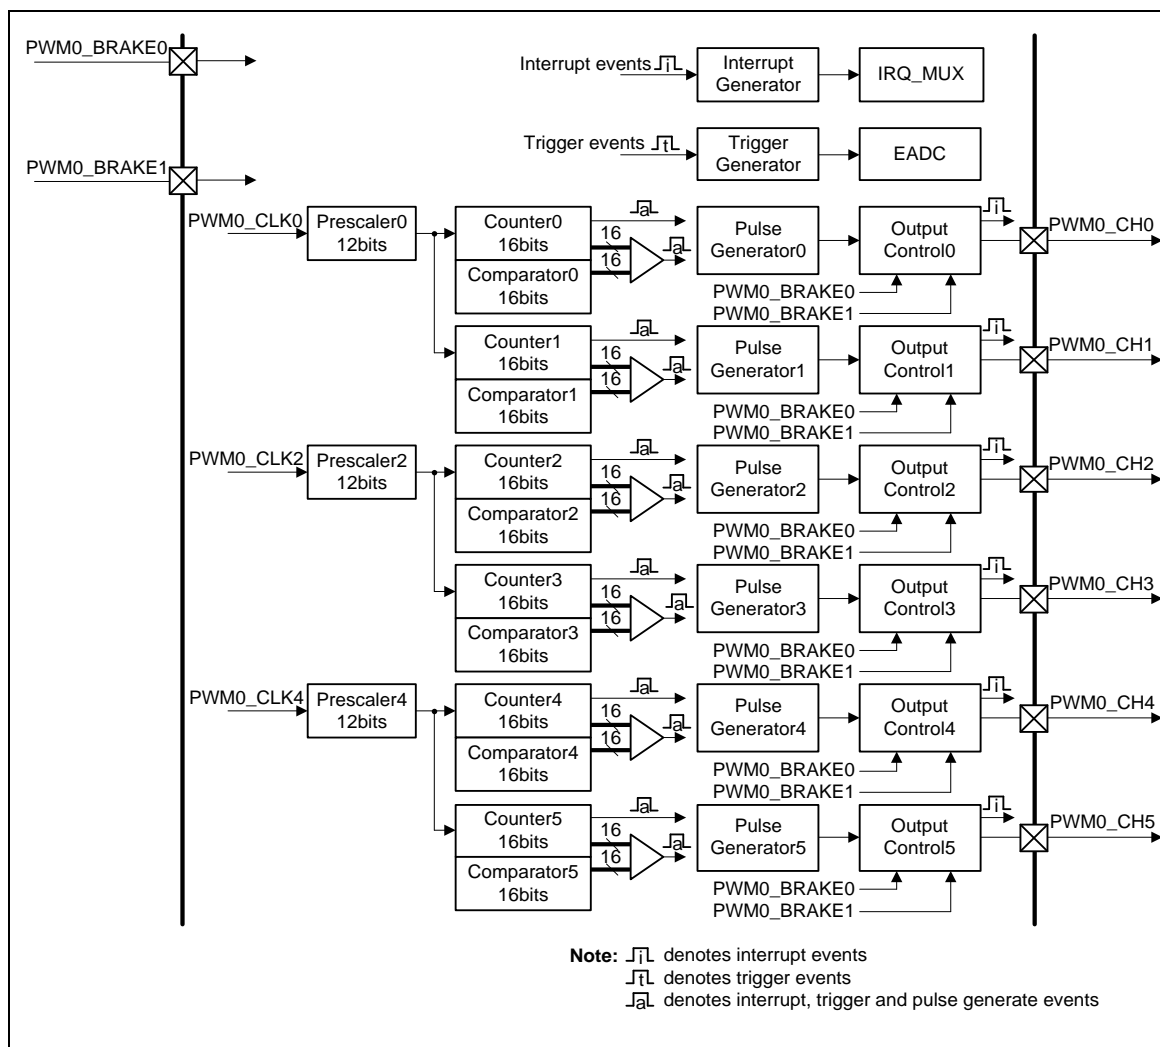 PWM0_BRAKE0
Interrupt events i
Interrupt
Generator
IRQ_MUX
PWM0_BRAKE1
Trigger events t
Trigger
Generator
EADC
PWM0_CLK0
Prescaler0
12bits
Counter0
16bits
Comparator0
16bits
16
16
a
a
Pulse
Generator0
Output
Control0
i
PWM0_CH0
PWM0_BRAKE0
PWM0_BRAKE1
Counter1
16bits
Comparator1
16bits
16
16
a
a
Pulse
Generator1
Output
Control1
i
PWM0_CH1
PWM0_BRAKE0
PWM0_BRAKE1
PWM0_CLK2
Prescaler2
12bits
Counter2
16bits
Comparator2
16bits
16
16
a
a
Pulse
Generator2
Output
Control2
i
PWM0_CH2
PWM0_BRAKE0
PWM0_BRAKE1
Counter3
16bits
Comparator3
16bits
16
16
a
a
Pulse
Generator3
Output
Control3
i
PWM0_CH3
PWM0_BRAKE0
PWM0_BRAKE1
PWM0_CLK4
Prescaler4
12bits
Counter4
16bits
Comparator4
16bits
16
16
a
a
Pulse
Generator4
Output
Control4
i
PWM0_CH4
PWM0_BRAKE0
PWM0_BRAKE1
Counter5
16bits
Comparator5
16bits
16
16
a
a
Pulse
Generator5
Output
Control5
i
PWM0_CH5
PWM0_BRAKE0
PWM0_BRAKE1
Note: i denotes interrupt events
t denotes trigger events
a denotes interrupt, trigger and pulse generate events